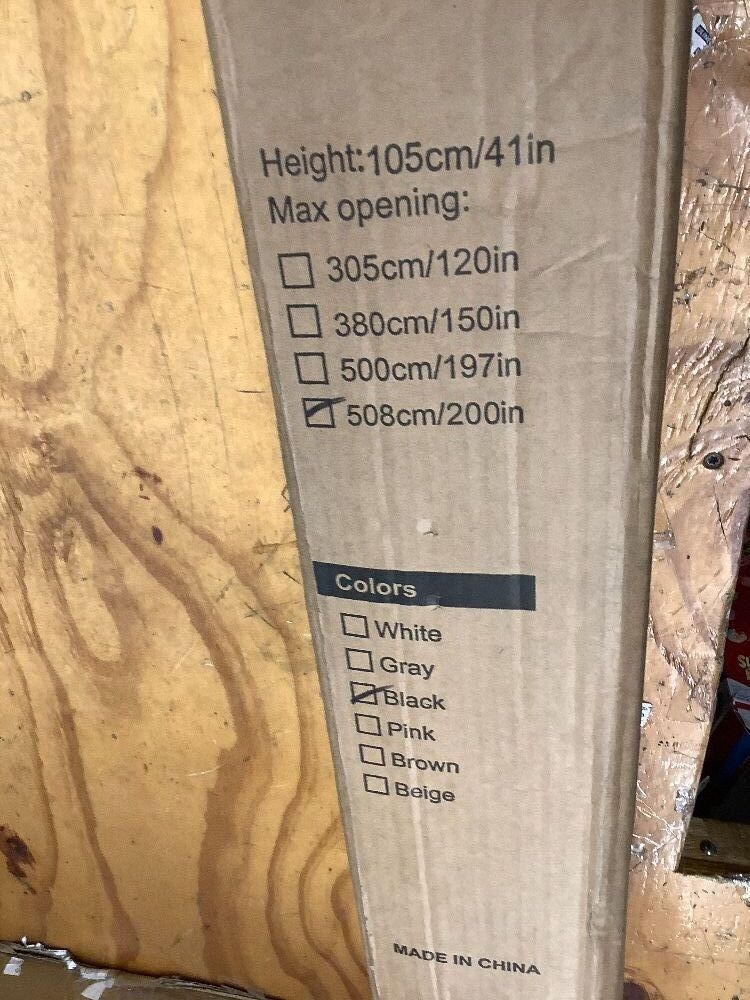 Height:105cm/41in
Max opening:
305cm/120in
380cm/150in
500cm/197in
508cm/200in
Colors
White
Gray
Black
Pink
Brown
Beige
MADE IN CHINA